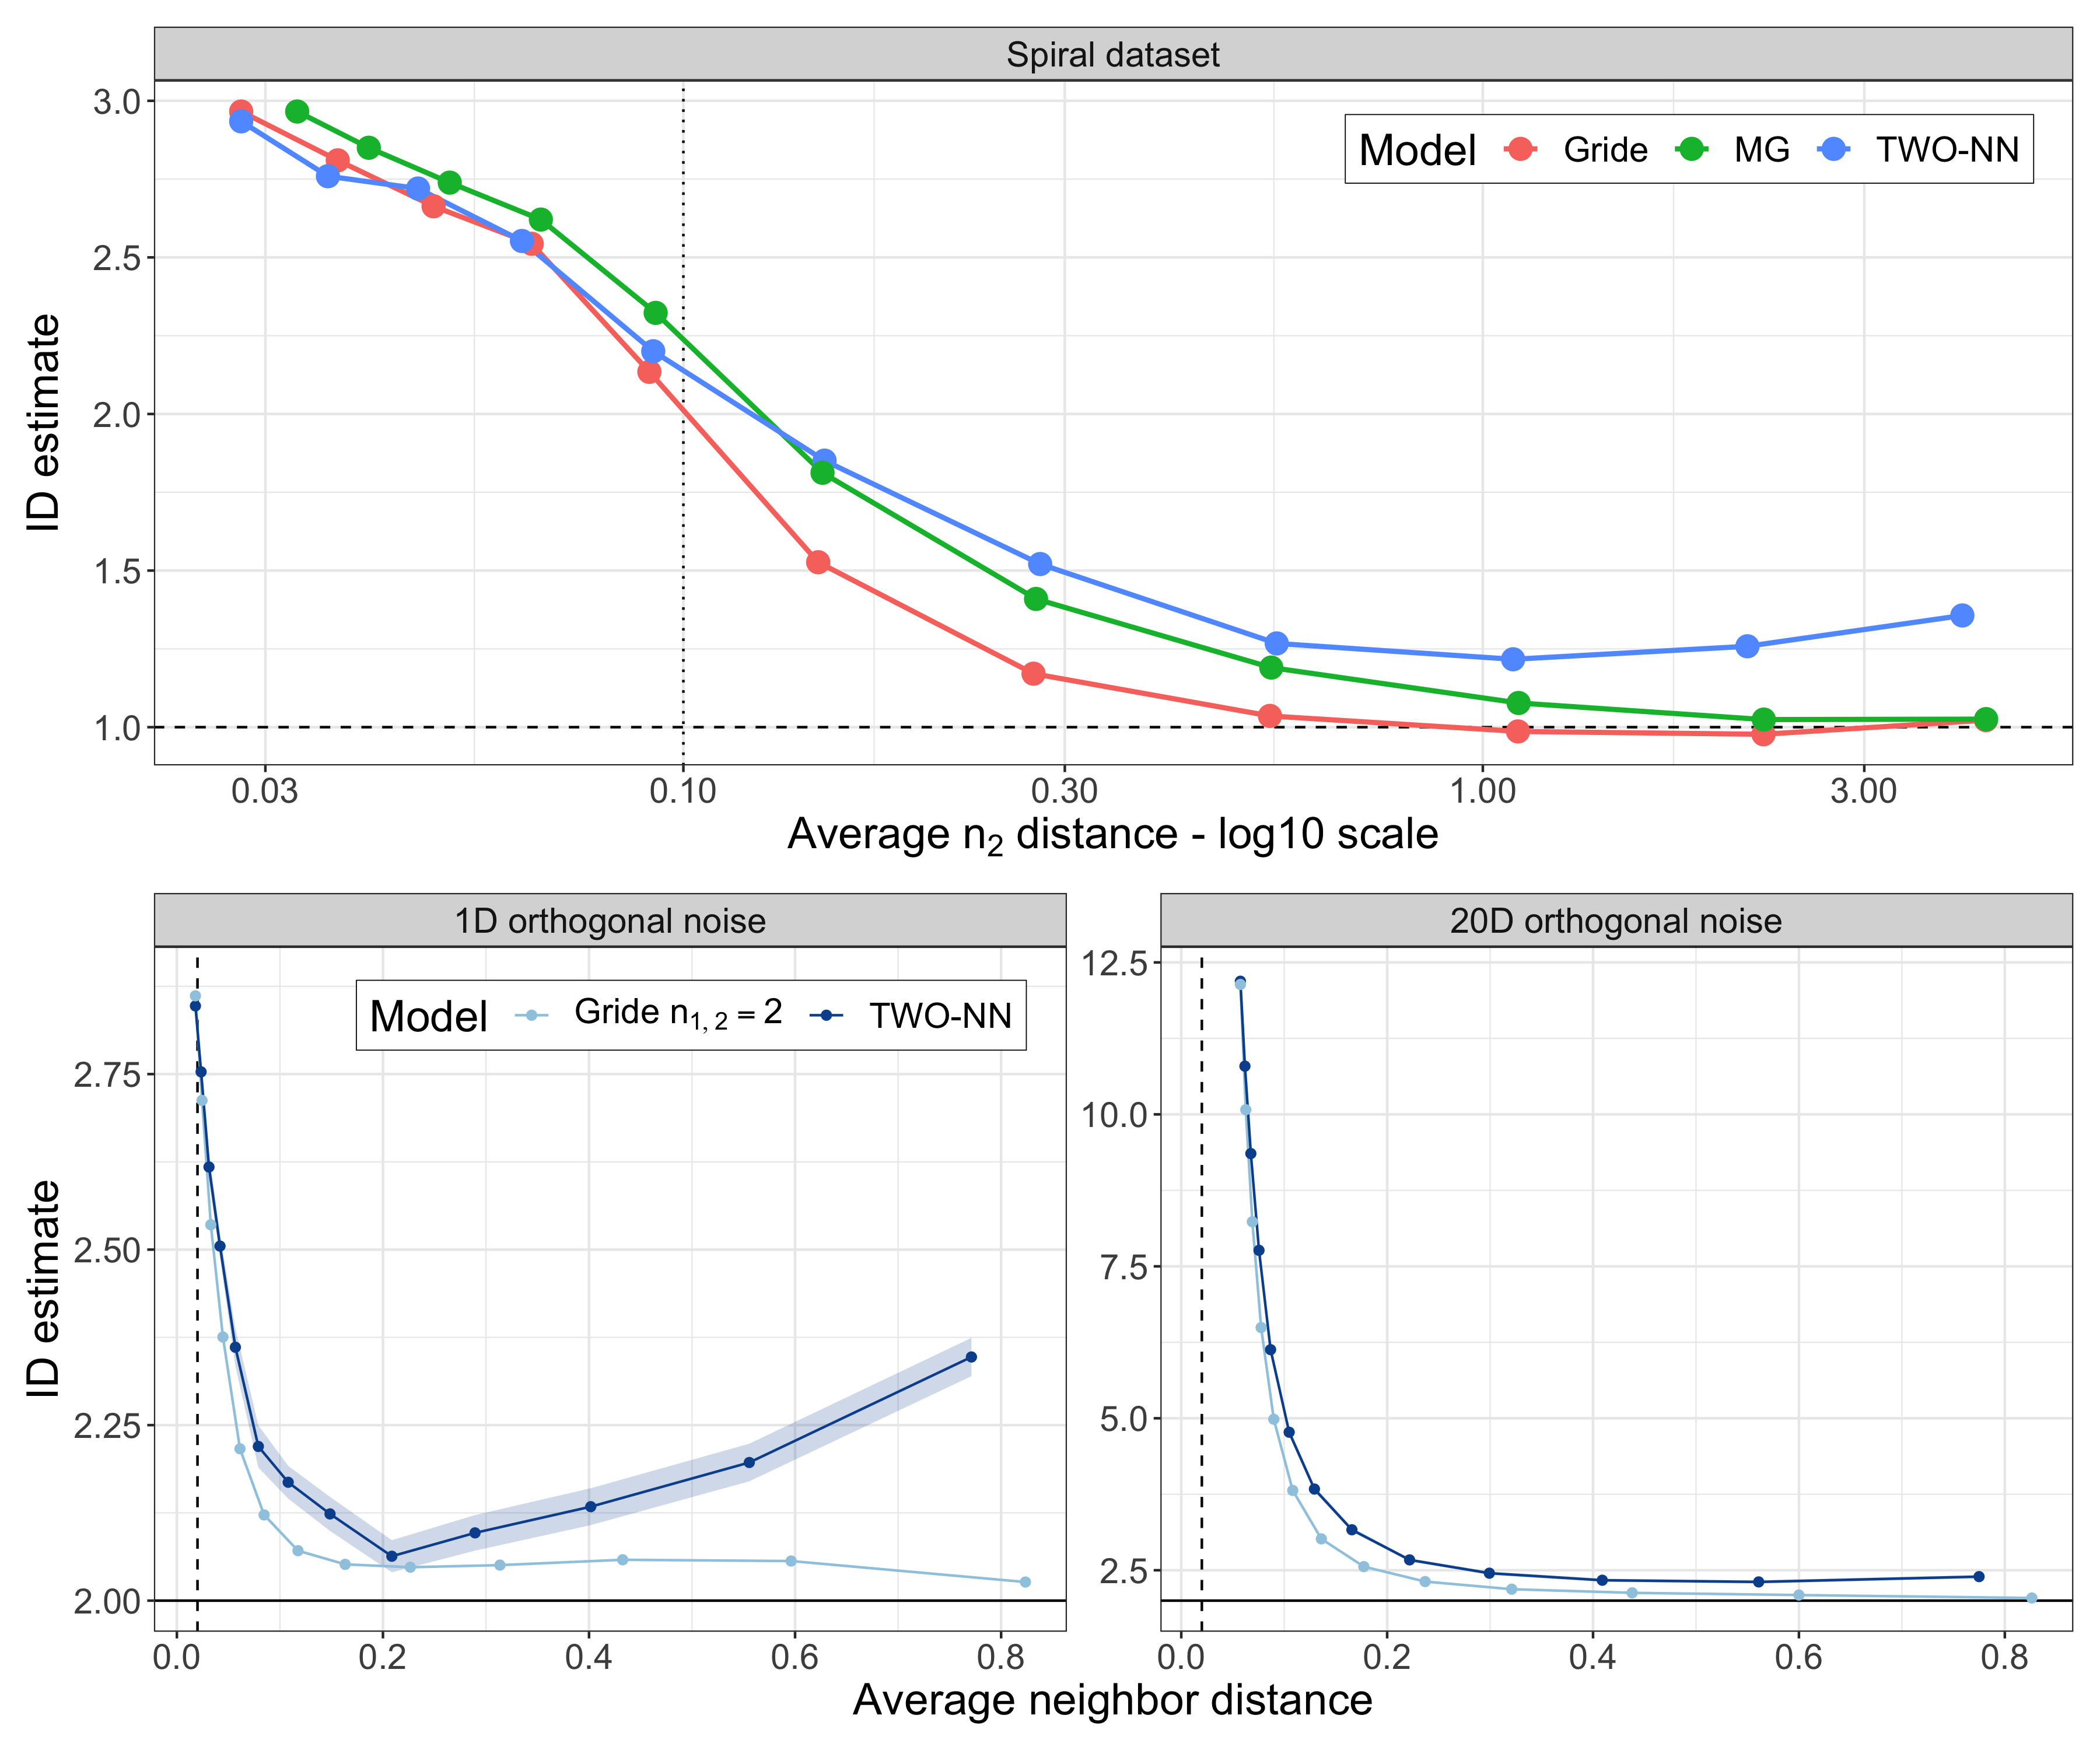 Spiral dataset
3.0
2.5
2.0
1.5
1.0
ID estimate
Model Gride MG TWO-NN
0.03 0.10 0.30 1.00 3.00
Average n₂ distance - log10 scale
1D orthogonal noise
20D orthogonal noise
Model Gride n₁,₂ = 2 TWO-NN
2.75
2.50
2.25
2.00
ID estimate
12.5
10.0
7.5
5.0
2.5
0.0 0.2 0.4 0.6 0.8
0.0 0.2 0.4 0.6 0.8
Average neighbor distance